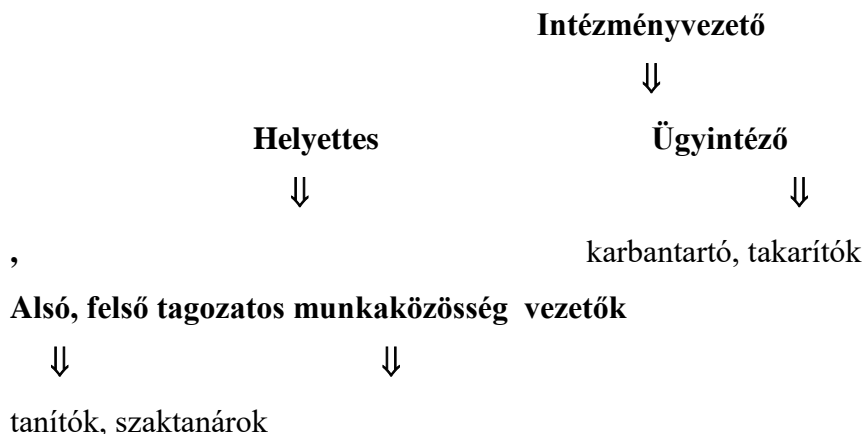 Intézményvezető
⇓
Helyettes Ügyintéző
⇓ ⇓
, karbantartó, takarítók
Alsó, felső tagozatos munkaközösség vezetők
⇓ ⇓
tanítók, szaktanárok